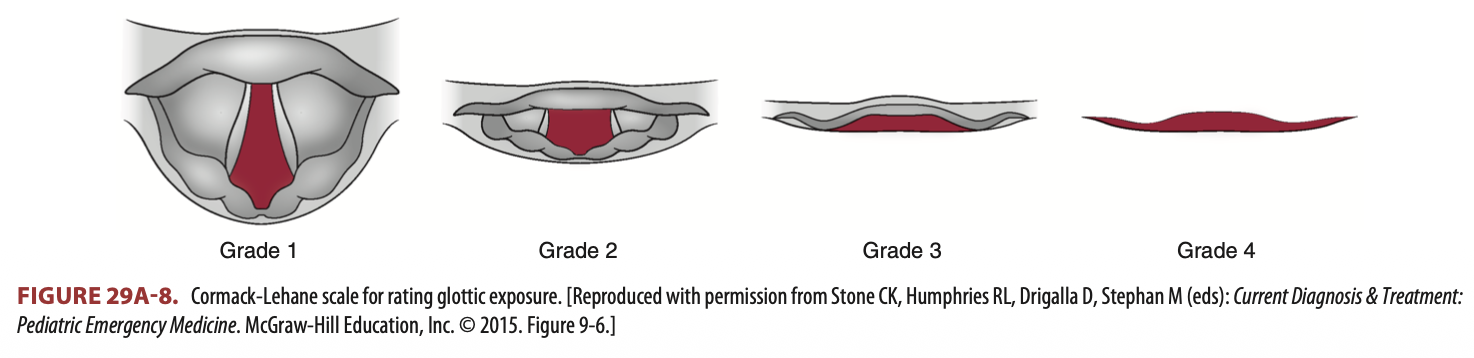 Grade 1
Grade 2
Grade 3
Grade 4
FIGURE 29A-8. Cormack-Lehane scale for rating glottic exposure. [Reproduced with permission from Stone CK, Humphries RL, Drigalla D, Stephan M (eds): Current Diagnosis & Treatment:
Pediatric Emergency Medicine. McGraw-Hill Education, Inc. © 2015. Figure 9-6.]